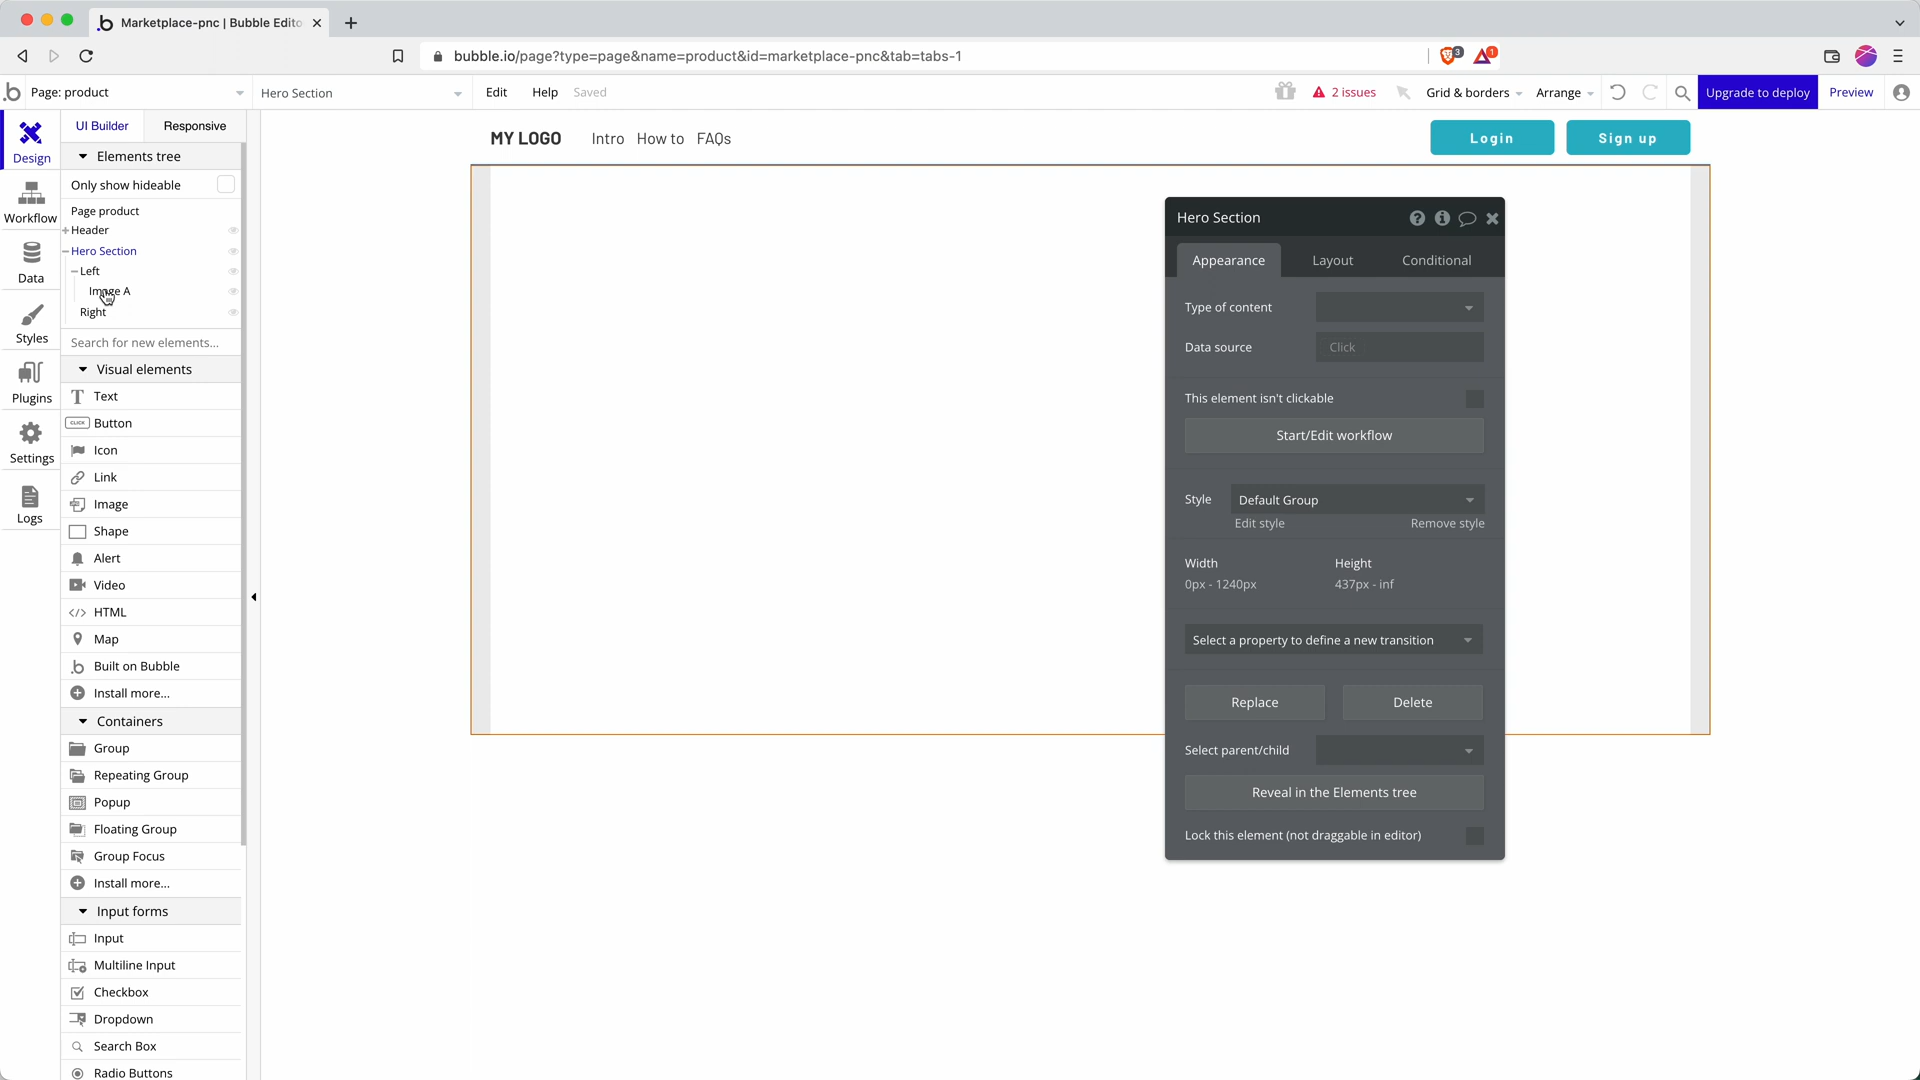 Marketplace-pnc | Bubble Edito
bubble.io/page?type=page&name=product&id=marketplace-pnc&tab=tabs-1
3
1
Page: product
Hero Section
Edit
Help
Saved
2 issues
Grid & borders
Arrange
Upgrade to deploy
Preview
Design
Workflow
Data
Styles
Plugins
Settings
Logs
UI Builder
Responsive
Elements tree
Only show hideable
Page product
Header
Hero Section
Left
Image A
Right
Search for new elements...
Visual elements
Text
CLICK Button
Icon
Link
Image
Shape
Alert
Video
HTML
Map
Built on Bubble
Install more...
Containers
Group
Repeating Group
Popup
Floating Group
Group Focus
Install more...
Input forms
Input
Multiline Input
Checkbox
Dropdown
Search Box
Radio Buttons
MY LOGO
Intro
How to
FAQs
Login
Sign up
Hero Section
Appearance
Layout
Conditional
Type of content
Data source
Click
This element isn't clickable
Start/Edit workflow
Style
Default Group
Edit style
Remove style
Width
Height
0px - 1240px
437px - inf
Select a property to define a new transition
Replace
Delete
Select parent/child
Reveal in the Elements tree
Lock this element (not draggable in editor)